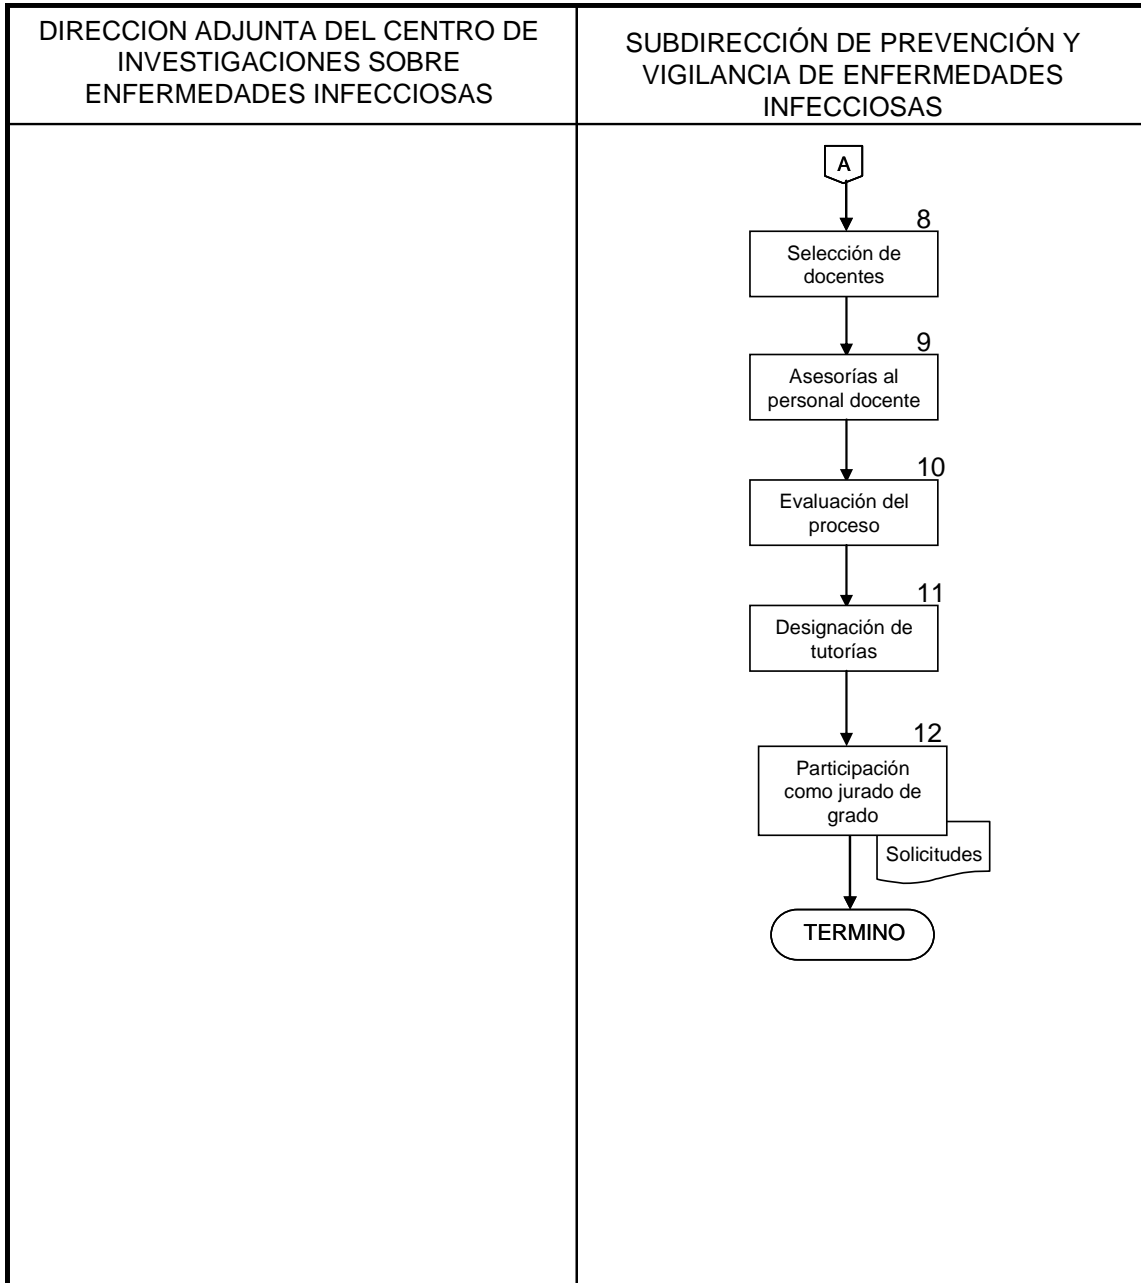 DIRECCION ADJUNTA DEL CENTRO DE
INVESTIGACIONES SOBRE
ENFERMEDADES INFECCIOSAS
SUBDIRECCIÓN DE PREVENCIÓN Y
VIGILANCIA DE ENFERMEDADES
INFECCIOSAS
A
8
Selección de
docentes
9
Asesorías al
personal docente
10
Evaluación del
proceso
11
Designación de
tutorías
12
Participación
como jurado de
grado
Solicitudes
TERMINO